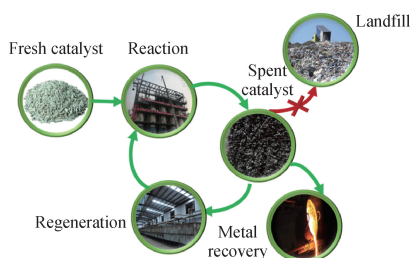 Landfill
Fresh catalyst
Reaction
Spent
catalyst
Regeneration
Metal
recovery